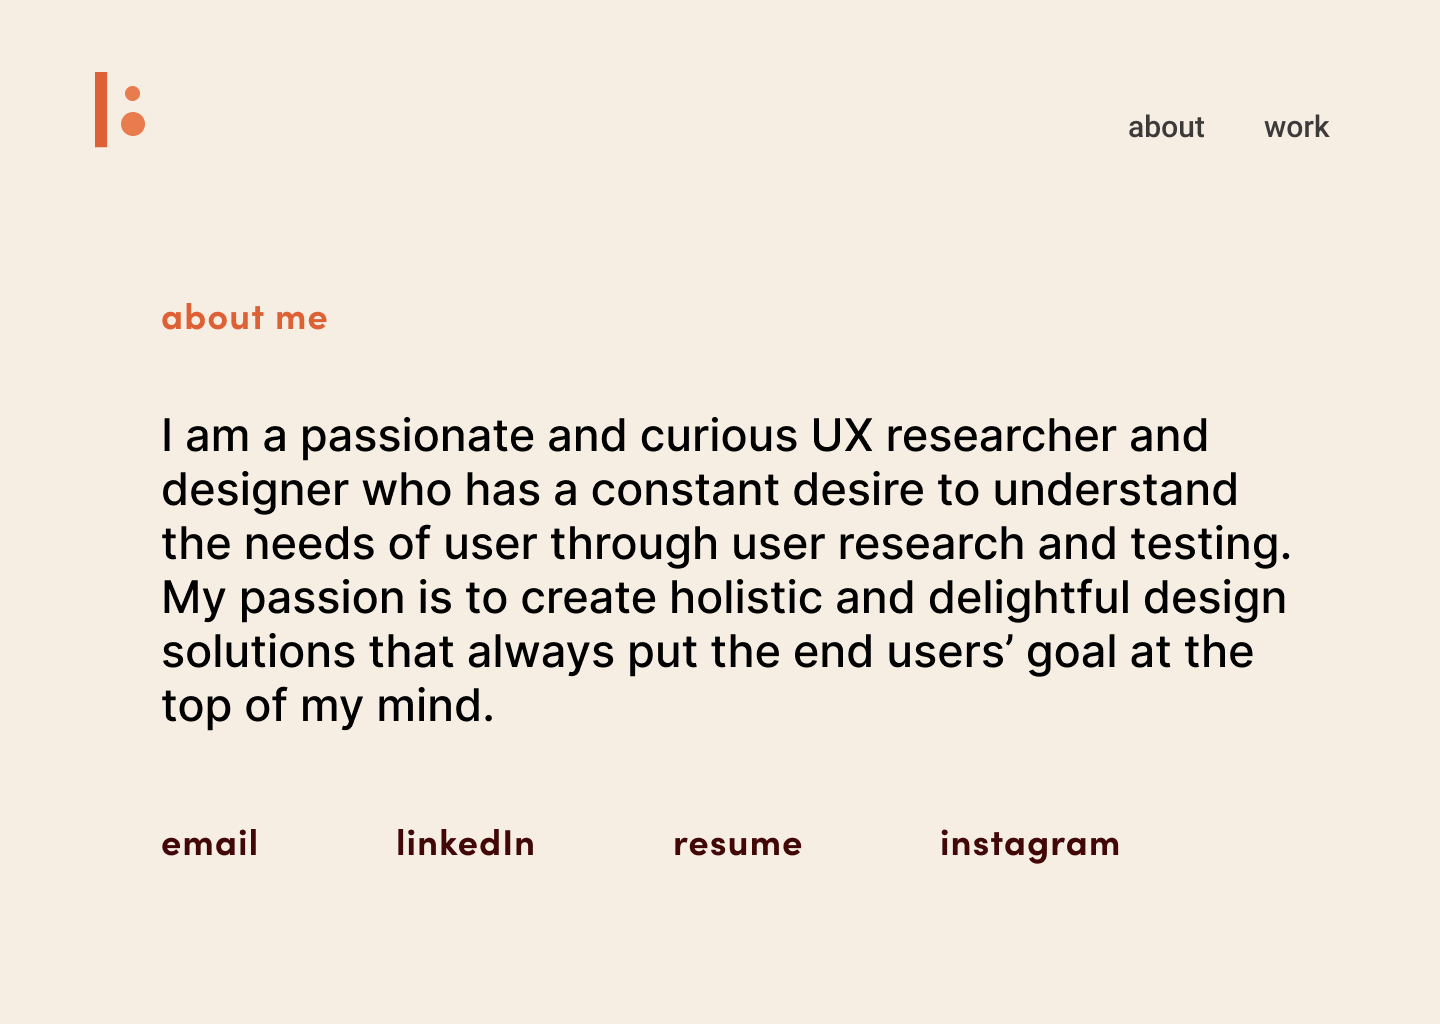 about work
about me
I am a passionate and curious UX researcher and
designer who has a constant desire to understand
the needs of user through user research and testing.
My passion is to create holistic and delightful design
solutions that always put the end users’ goal at the
top of my mind.
email linkedIn resume instagram